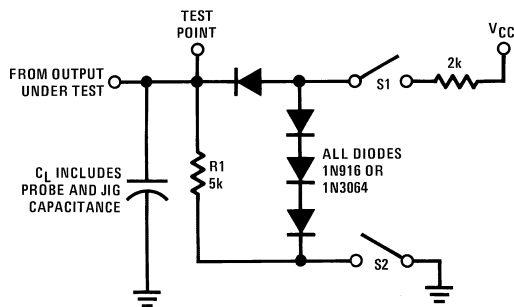 TEST
POINT
VCC
FROM OUTPUT
UNDER TEST
S1
2k
CL INCLUDES
PROBE AND JIG
CAPACITANCE
R1
5k
ALL DIODES
1N916 OR
1N3064
S2